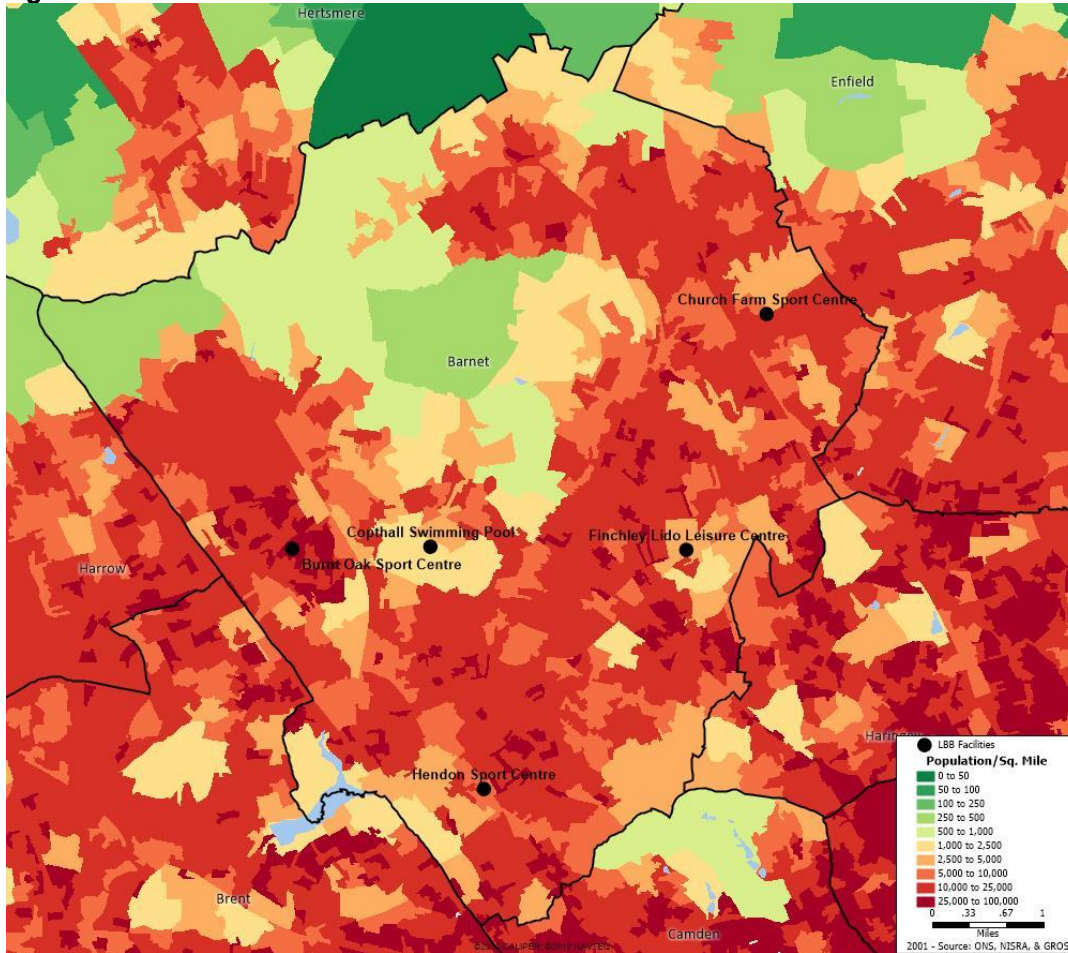 Hertsmere
Enfield
Church Farm Sport Centre
Barnet
Copthall Swimming Pool
Finchley Lido Leisure Centre
Burnt Oak Sport Centre
Harrow
Hendon Sport Centre
Brent
Camden
LBB Facilities
Population/Sq. Mile
0 to 50
50 to 100
100 to 250
250 to 500
500 to 1,000
1,000 to 2,500
2,500 to 5,000
5,000 to 10,000
10,000 to 25,000
25,000 to 100,000
0 .33 .67 1
Miles
2001 - Source: ONS, NISRA, & GROS